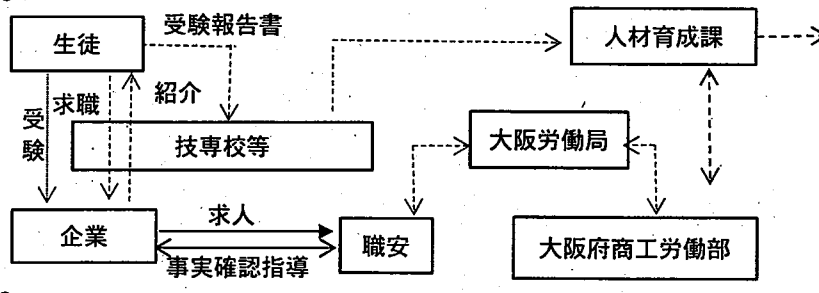 受験報告書
生徒
人材育成課
求職
紹介
受験
技専校等
大阪労働局
求人
企業
職安
大阪府商工労働部
事実確認指導